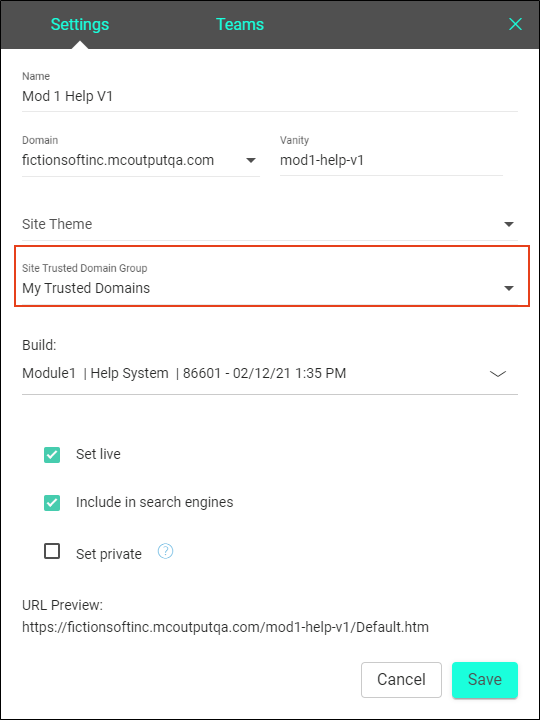 Settings Teams
Name
Mod 1 Help V1
Domain Vanity
fictionsoftinc.mcoutputqa.com mod1-help-v1
Site Theme
Site Trusted Domain Group
My Trusted Domains
Build:
Module1 | Help System | 86601 - 02/12/21 1:35 PM
Set live
Include in search engines
Set private ?
URL Preview:
https://fictionsoftinc.mcoutputqa.com/mod1-help-v1/Default.htm
Cancel Save